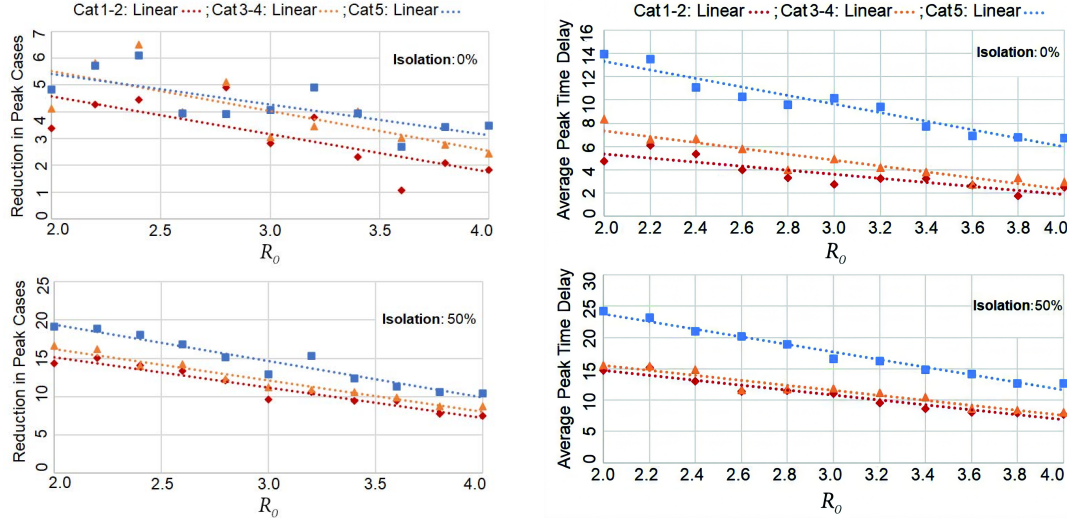 Cat1-2: Linear ;Cat3-4: Linear ;Cat5: Linear
Reduction in Peak Cases
7
6
5
4
3
2
1
0
Isolation: 0%
2.0 2.5 3.0 3.5 4.0
R0
Cat1-2: Linear ;Cat3-4: Linear ;Cat5: Linear
Average Peak Time Delay
16
14
12
10
8
6
4
2
0
Isolation: 0%
2.0 2.2 2.4 2.6 2.8 3.0 3.2 3.4 3.6 3.8 4.0
R0
Reduction in Peak Cases
25
20
15
10
5
0
Isolation: 50%
2.0 2.5 3.0 3.5 4.0
R0
Average Peak Time Delay
30
25
20
15
10
5
0
Isolation: 50%
2.0 2.2 2.4 2.6 2.8 3.0 3.2 3.4 3.6 3.8 4.0
R0